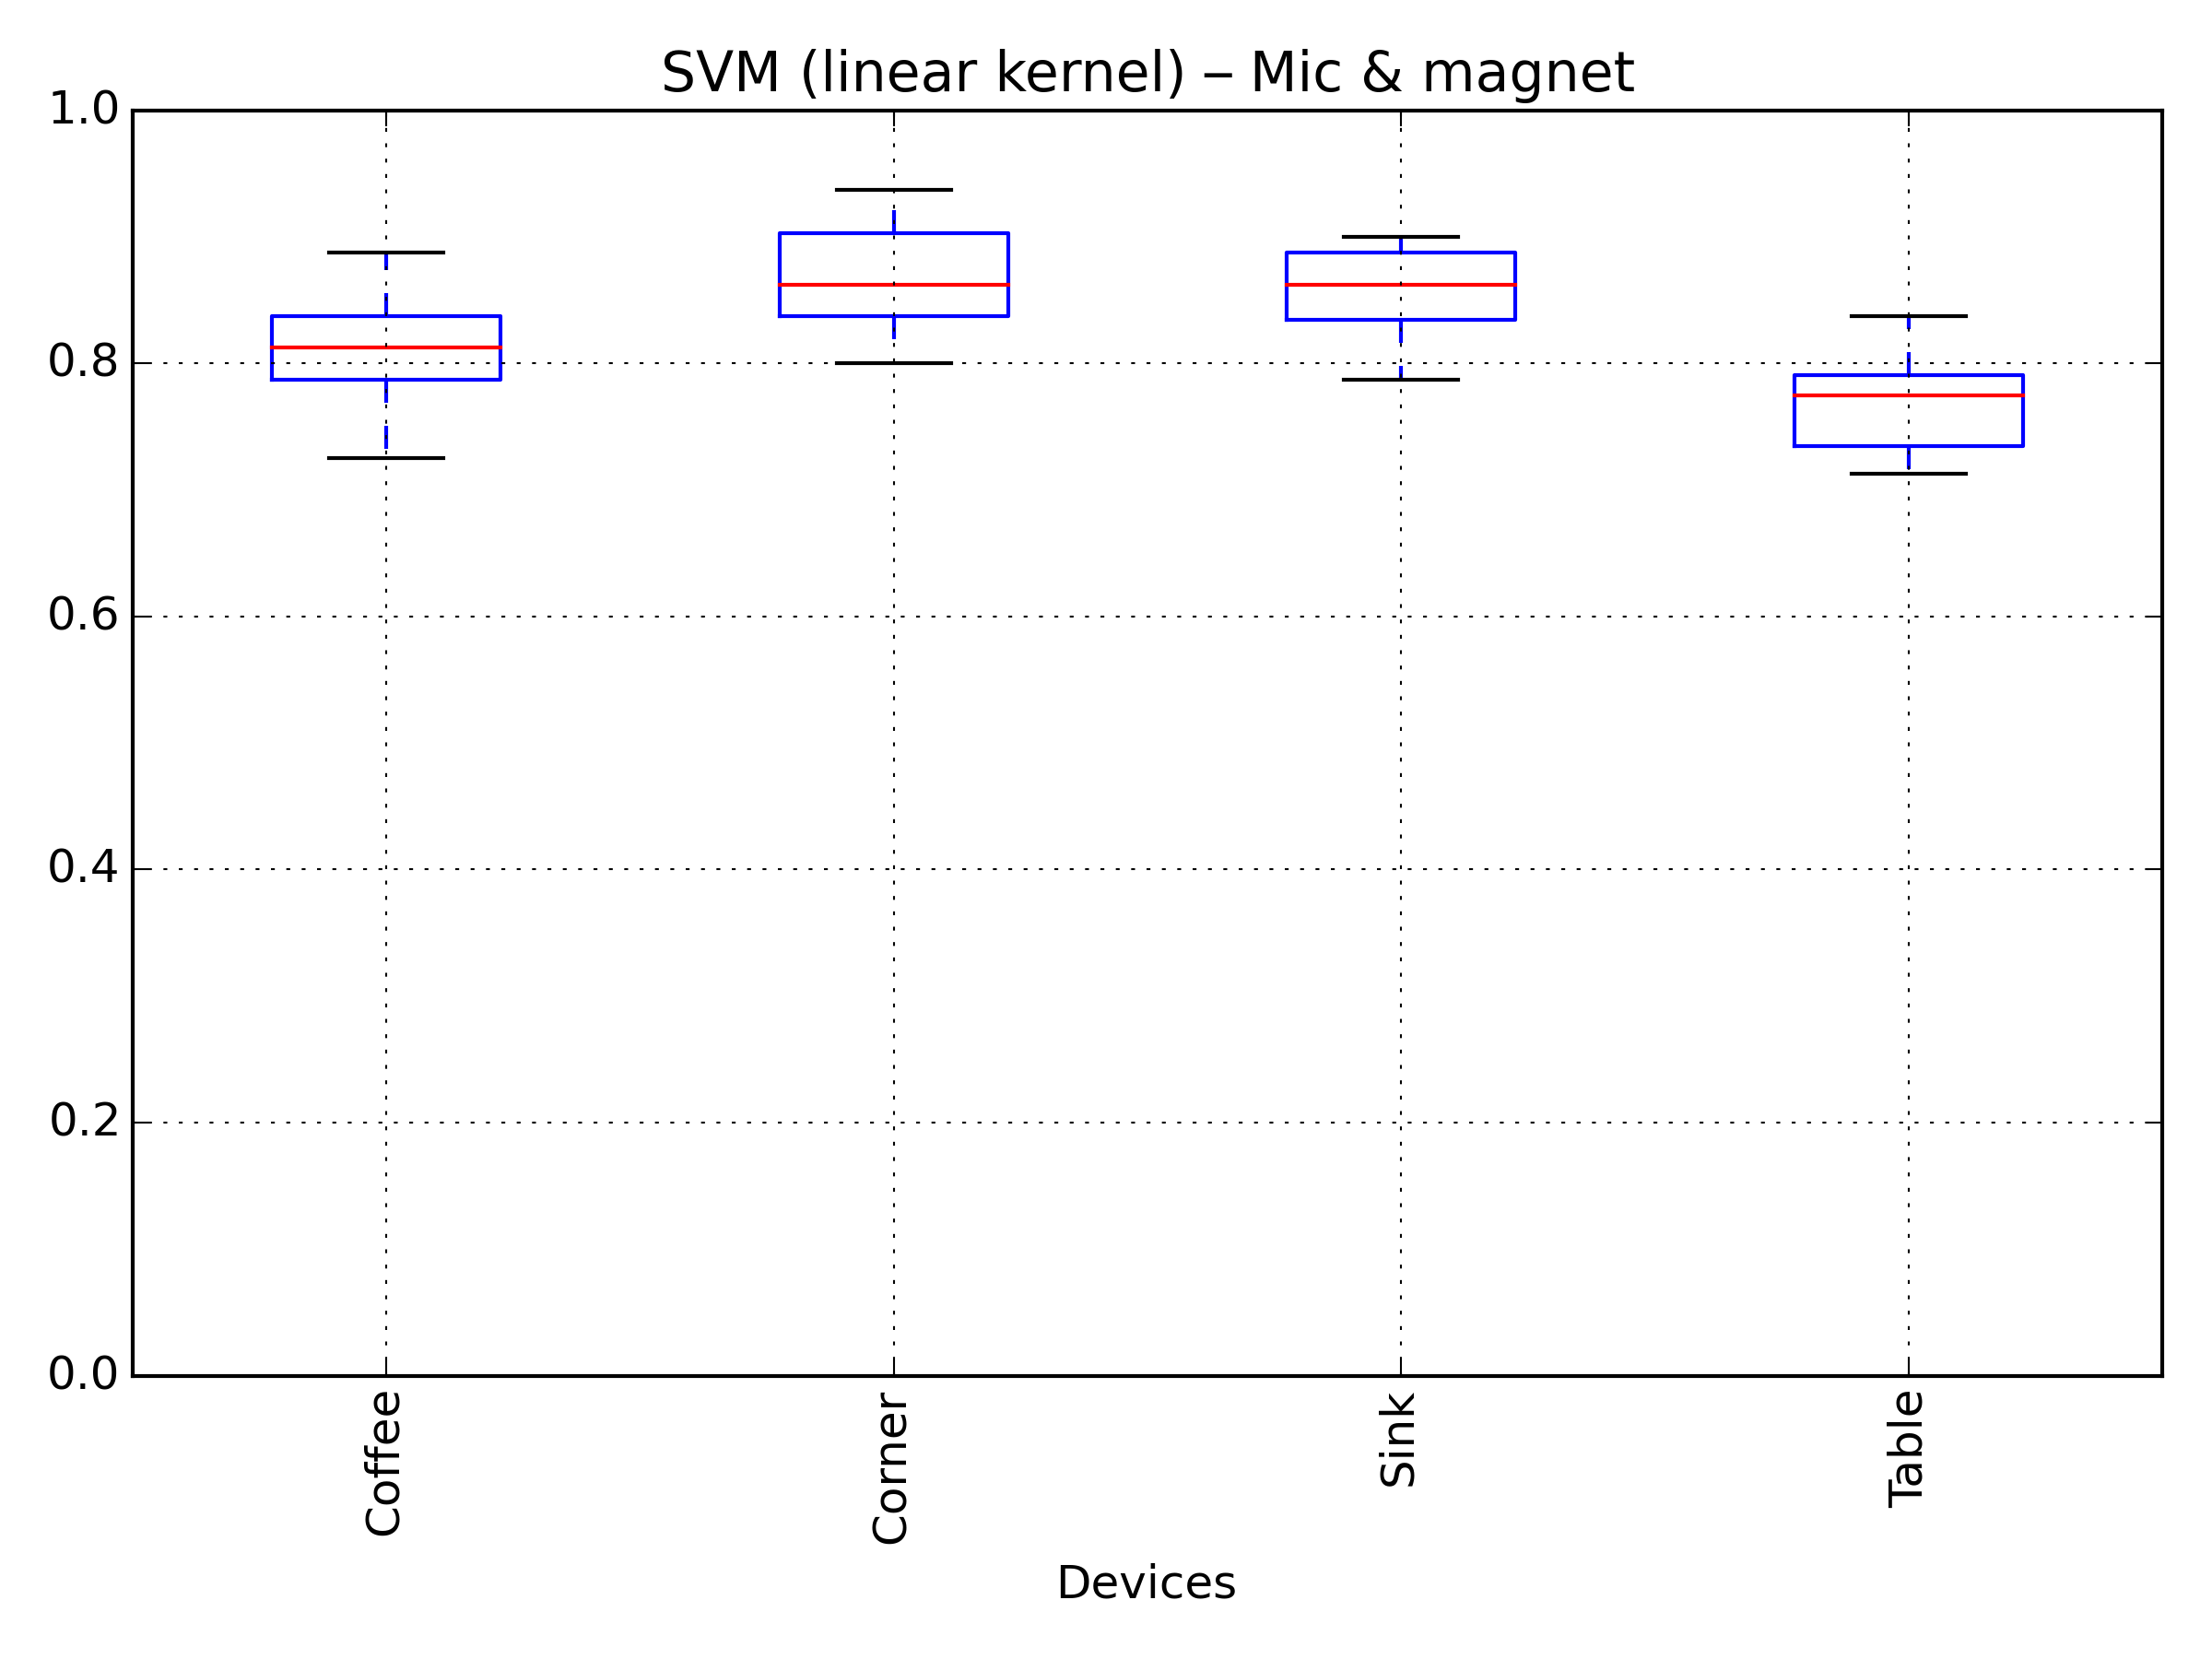 SVM (linear kernel) – Mic & magnet
1.0
0.8
0.6
0.4
0.2
0.0
Coffee
Corner
Sink
Table
Devices